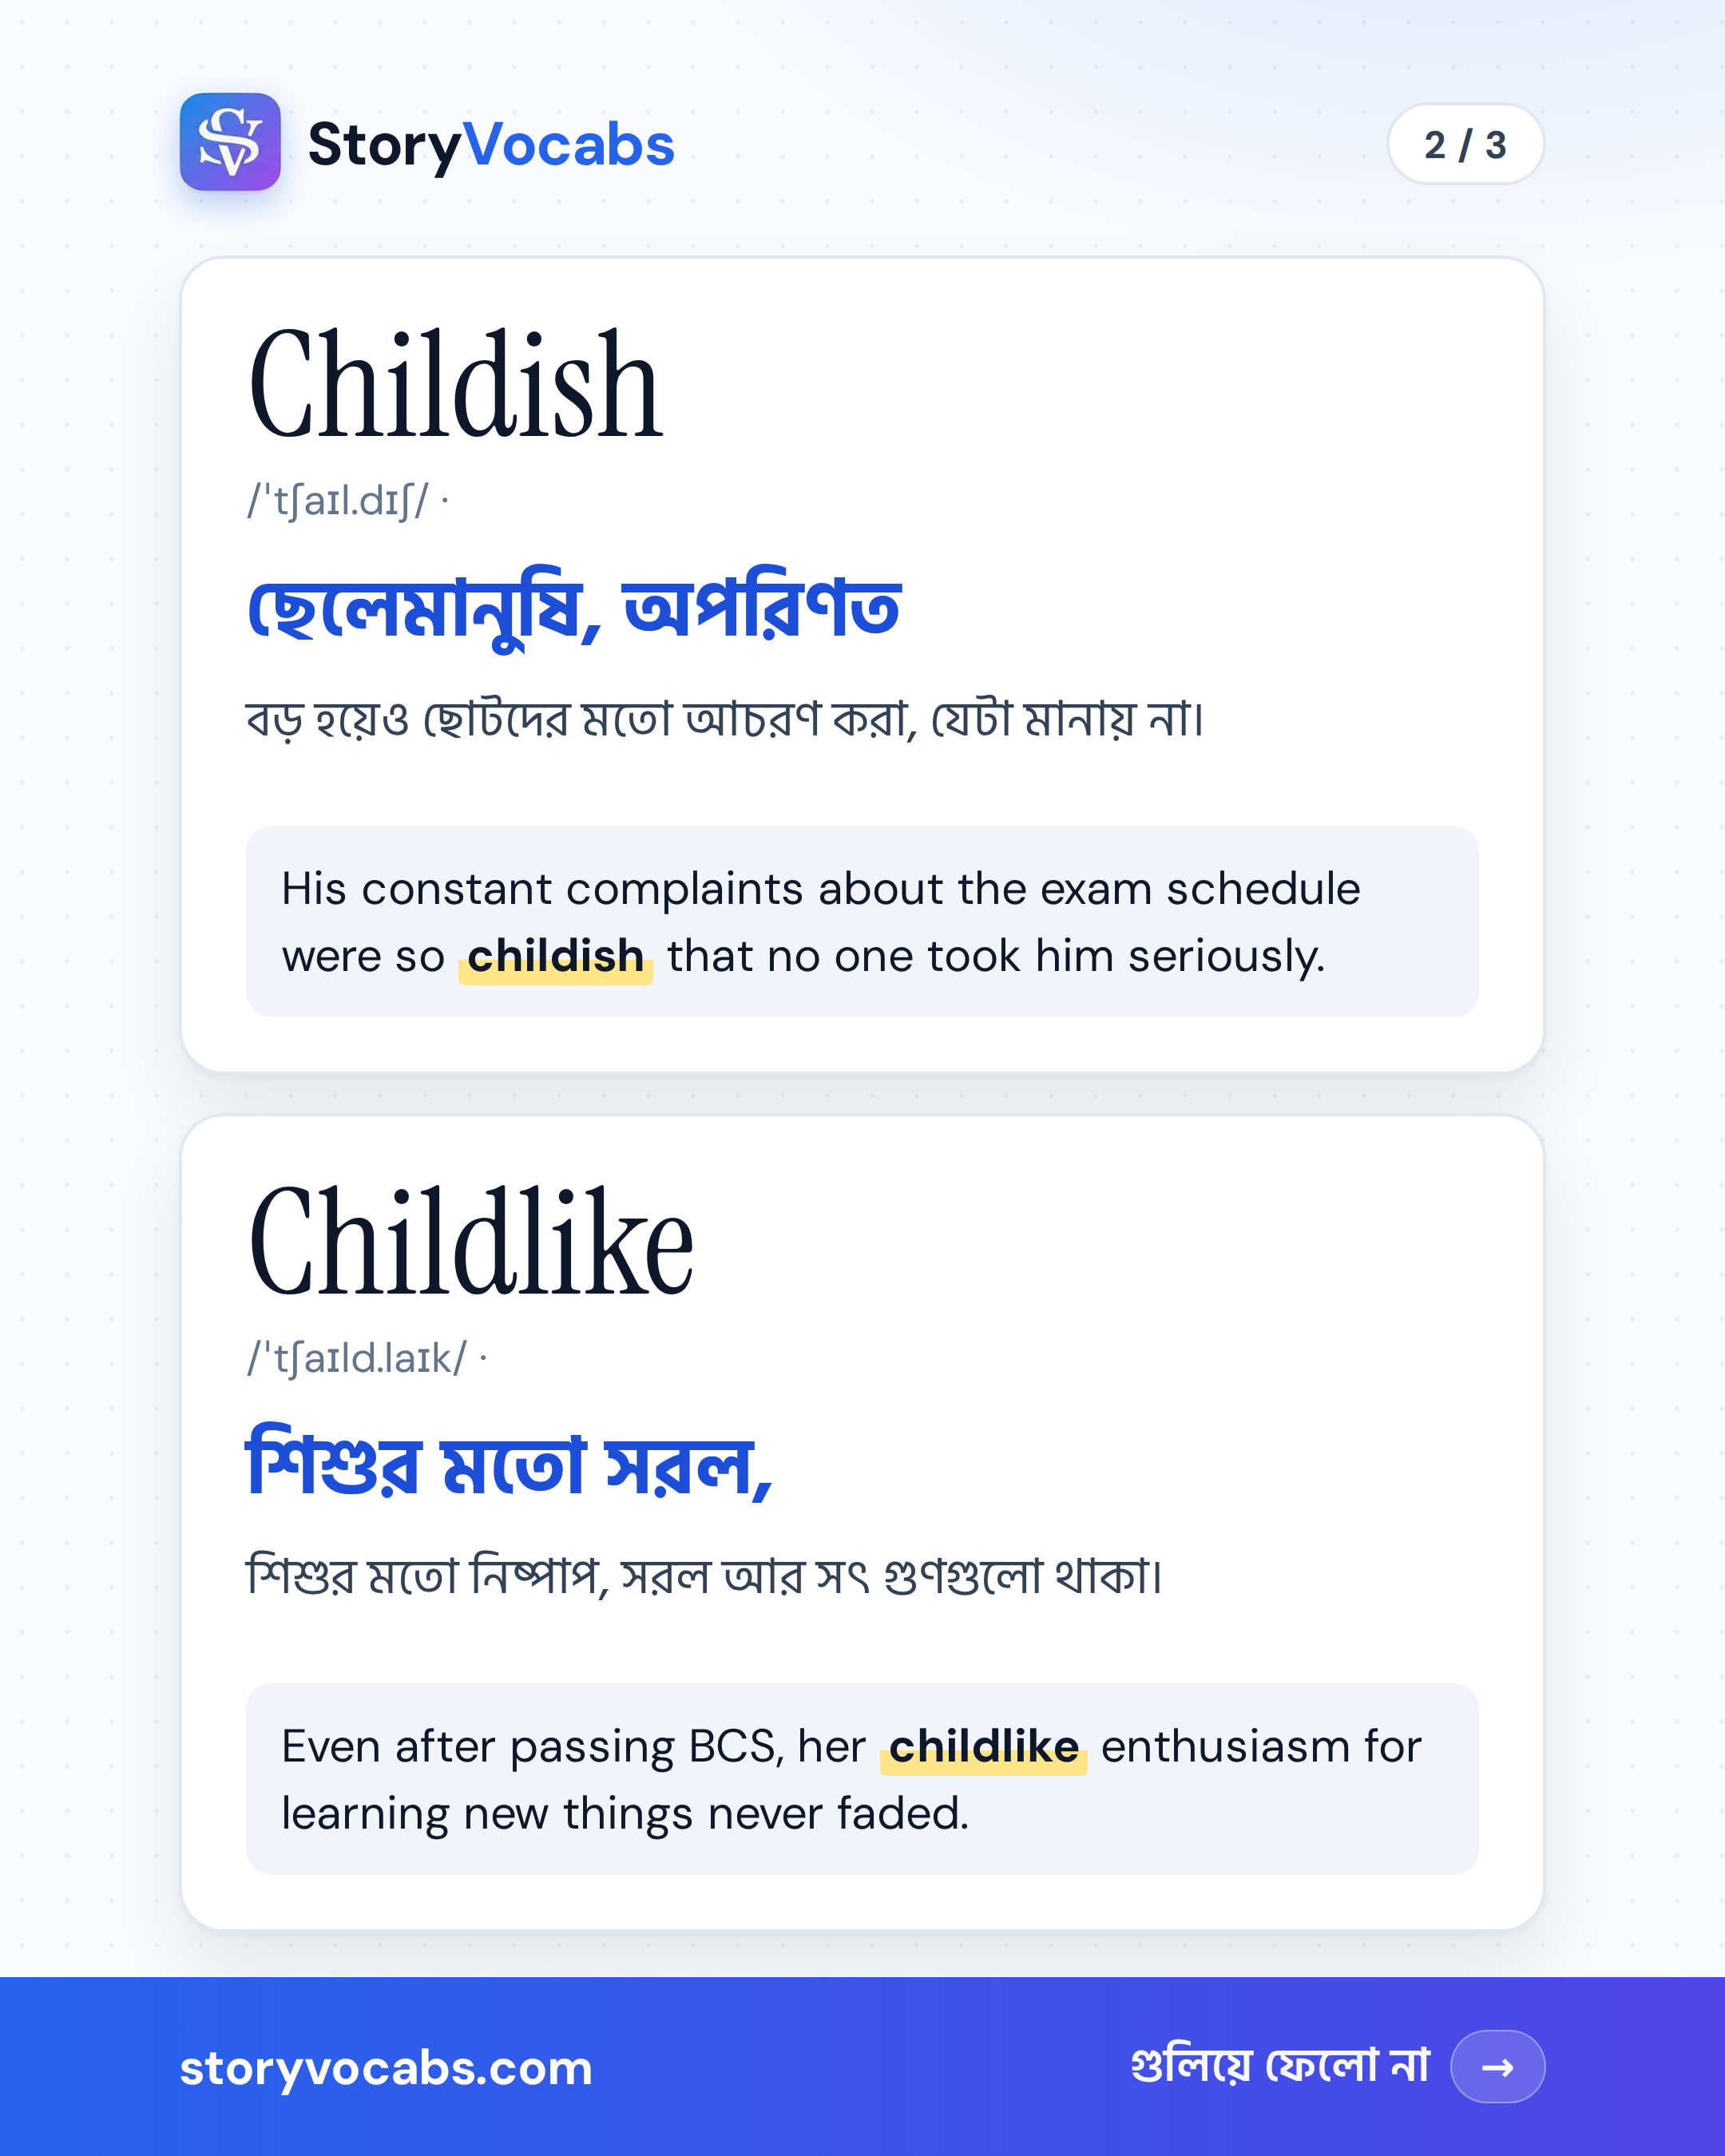 SV
StoryVocabs
2 / 3
Childish
/ˈtʃaɪl.dɪʃ/ ·
ছেলেমানুষি, অপরিণত
বড় হয়েও ছোটদের মতো আচরণ করা, যেটা মানায় না।
His constant complaints about the exam schedule
were so childish that no one took him seriously.
Childlike
/ˈtʃaɪld.laɪk/ ·
শিশুর মতো সরল,
শিশুর মতো নিষ্পাপ, সরল আর সৎ গুণগুলো থাকা।
Even after passing BCS, her childlike enthusiasm for
learning new things never faded.
storyvocabs.com
গুলিয়ে ফেলো না →